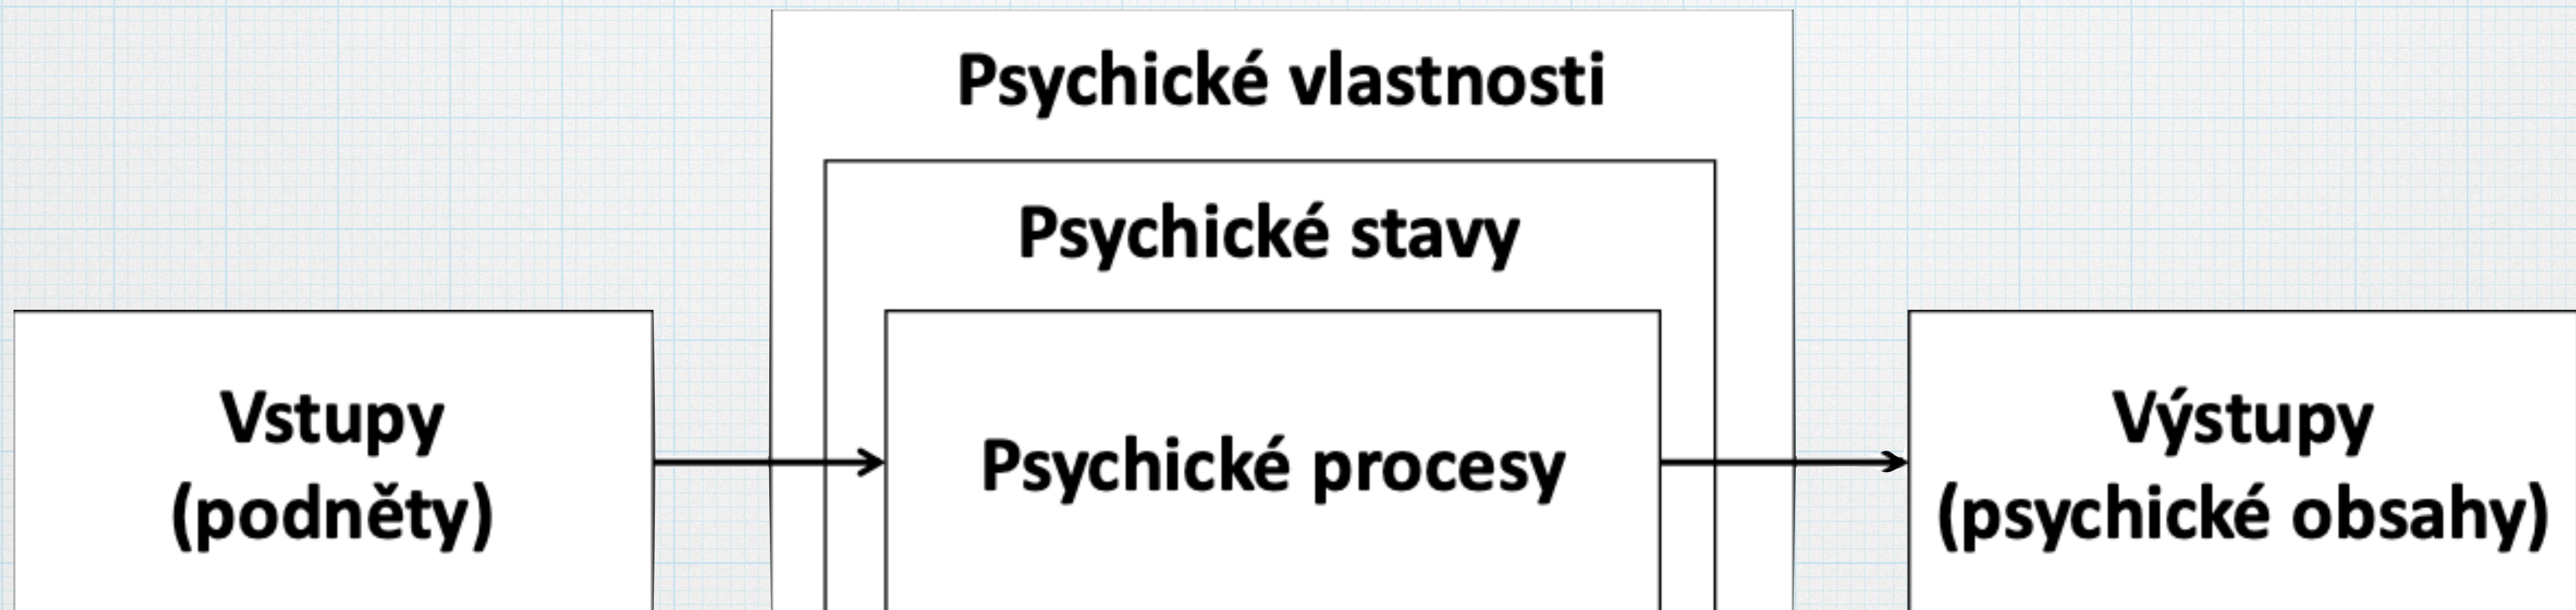 Psychické vlastnosti
Psychické stavy
Vstupy
(podněty)
Psychické procesy
Výstupy
(psychické obsahy)